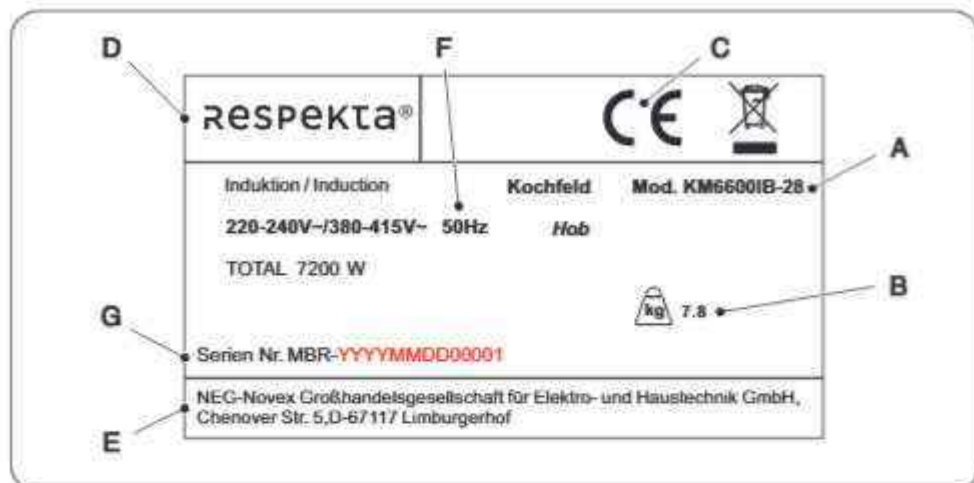 D
F
C
RESPEKTa®
CE
A
Induktion / Induction Kochfeld Mod. KM6600IB-28
220-240V~/380-415V~ 50Hz Hob
TOTAL 7200 W
B
kg 7.8
G
Serien Nr. MBR-YYYYMMDD00001
NEG-Novex Großhandelsgesellschaft für Elektro- und Haustechnik GmbH,
Chenover Str. 5,D-67117 Limburgerhof
E